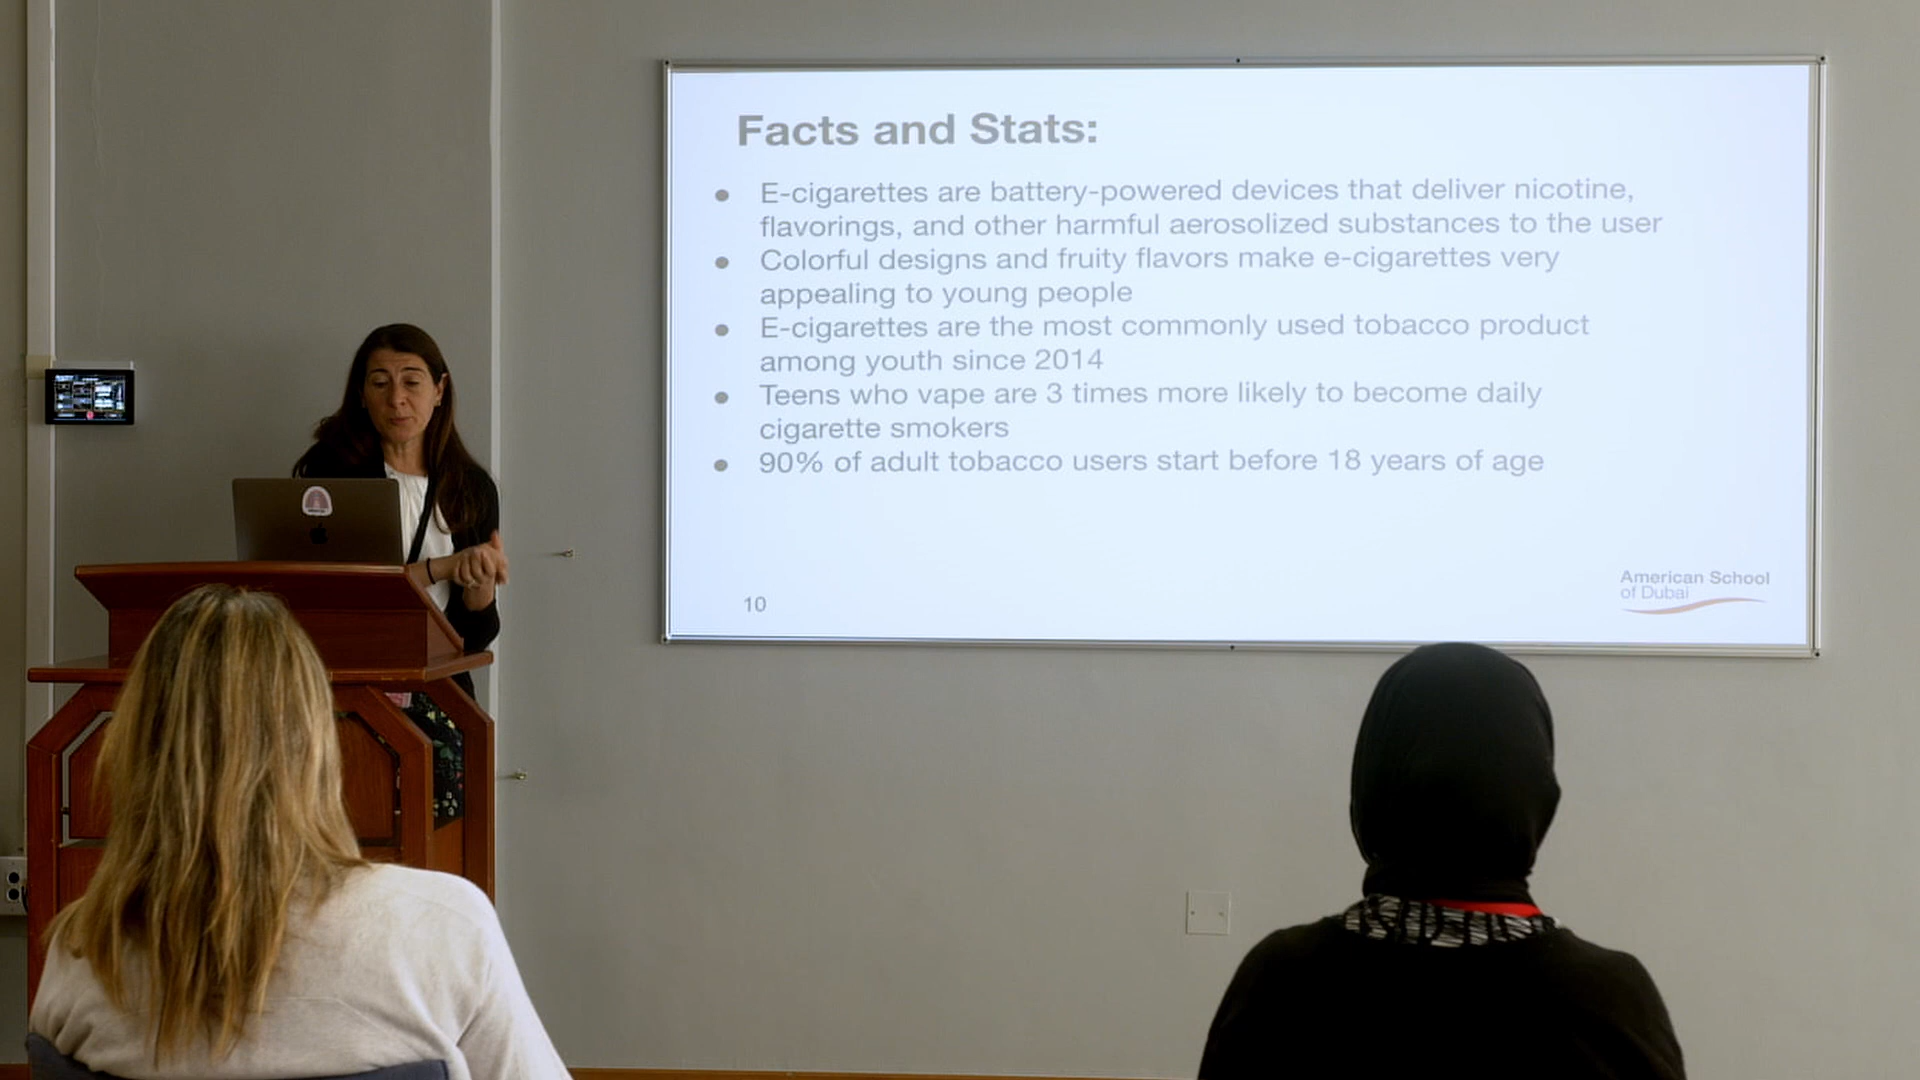 Facts and Stats:
● E-cigarettes are battery-powered devices that deliver nicotine,
flavorings, and other harmful aerosolized substances to the user
● Colorful designs and fruity flavors make e-cigarettes very
appealing to young people
● E-cigarettes are the most commonly used tobacco product
among youth since 2014
● Teens who vape are 3 times more likely to become daily
cigarette smokers
● 90% of adult tobacco users start before 18 years of age
10
American School
of Dubai